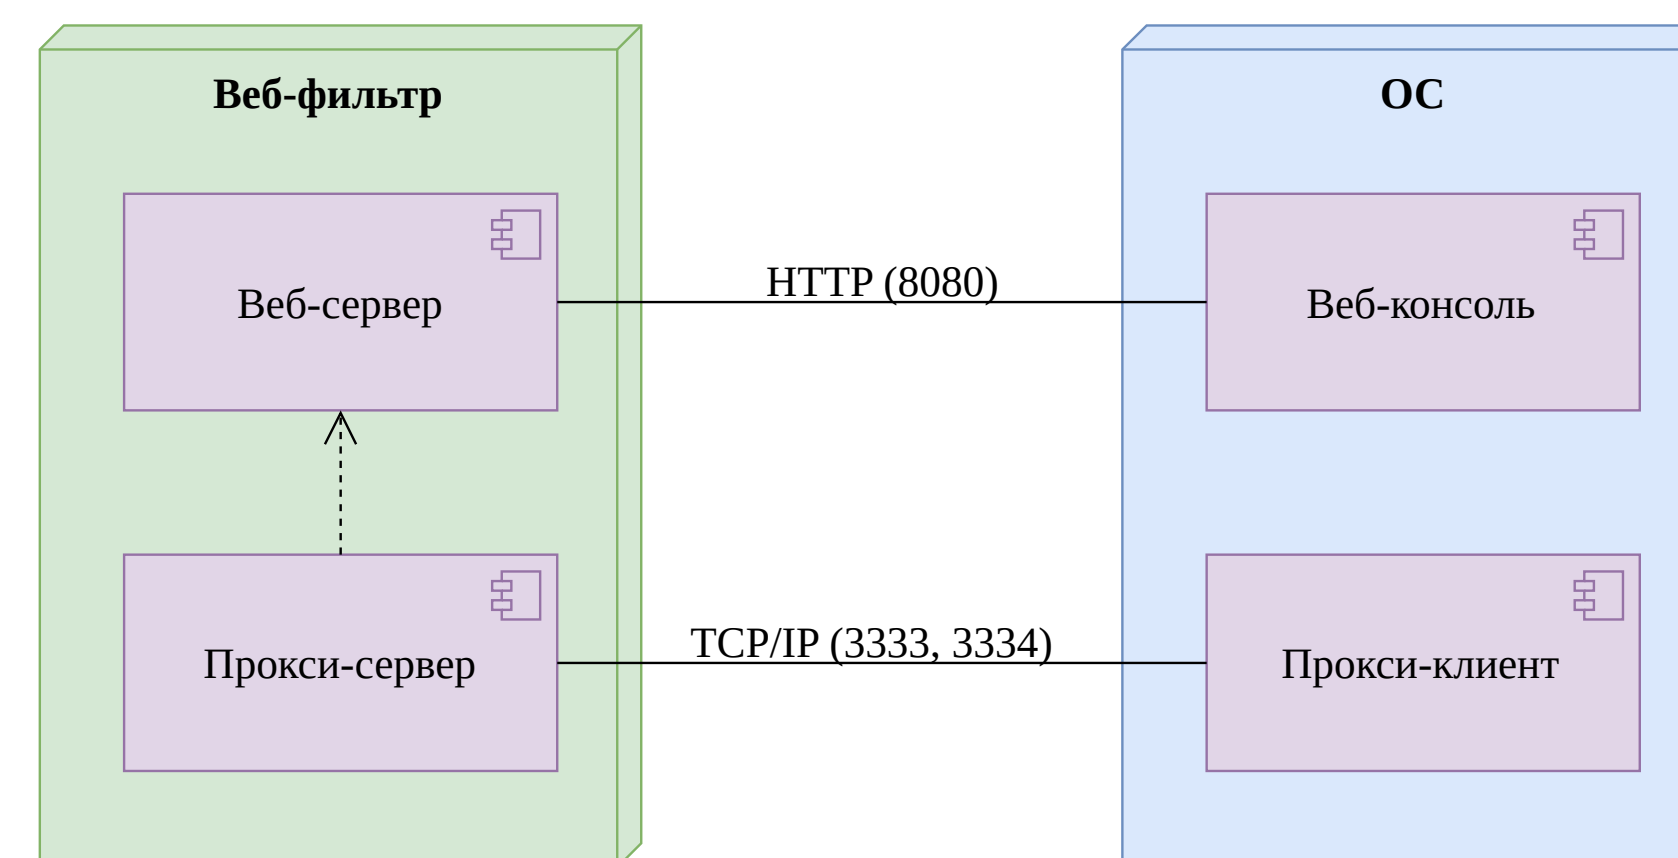 Веб-фильтр
ОС
Веб-сервер
HTTP (8080)
Веб-консоль
Прокси-сервер
TCP/IP (3333, 3334)
Прокси-клиент